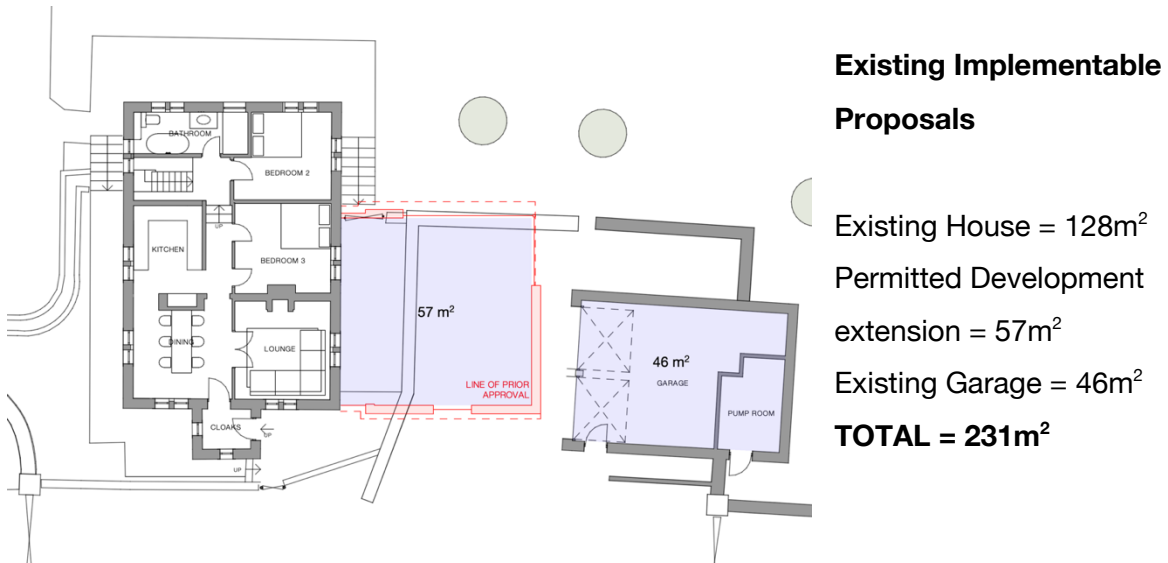 BATHROOM
BEDROOM 2
UP
KITCHEN
BEDROOM 3
DINING
LOUNGE
CLOAKS
UP
UP
57 m²
LINE OF PRIOR
APPROVAL
46 m²
GARAGE
PUMP ROOM
Existing Implementable
Proposals
Existing House = 128m²
Permitted Development
extension = 57m²
Existing Garage = 46m²
TOTAL = 231m²